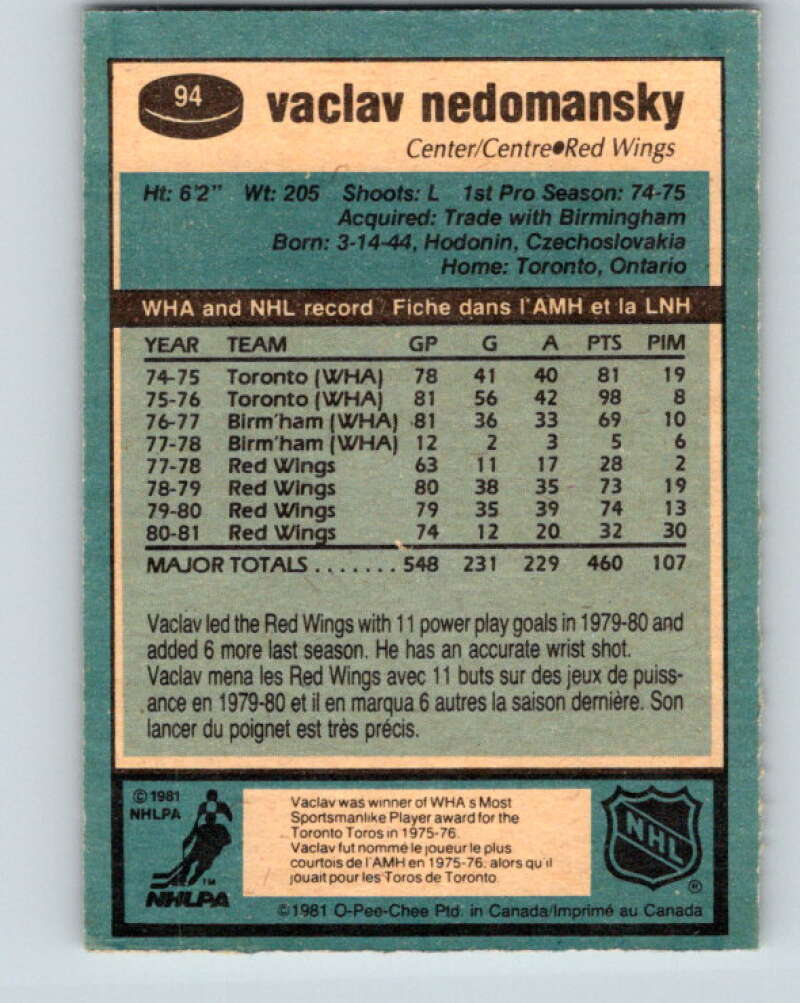 94
vaclav nedomansky
Center/Centre●Red Wings
Ht: 6'2" Wt: 205 Shoots: L 1st Pro Season: 74-75
Acquired: Trade with Birmingham
Born: 3-14-44, Hodonin, Czechoslovakia
Home: Toronto, Ontario
WHA and NHL record / Fiche dans l'AMH et la LNH
YEAR TEAM GP G A PTS PIM
74-75 Toronto (WHA) 78 41 40 81 19
75-76 Toronto (WHA) 81 56 42 98 8
76-77 Birm'ham (WHA) 81 36 33 69 10
77-78 Birm'ham (WHA) 12 2 3 5 6
77-78 Red Wings 63 11 17 28 2
78-79 Red Wings 80 38 35 73 19
79-80 Red Wings 79 35 39 74 13
80-81 Red Wings 74 12 20 32 30
MAJOR TOTALS ....... 548 231 229 460 107
Vaclav led the Red Wings with 11 power play goals in 1979-80 and
added 6 more last season. He has an accurate wrist shot.
Vaclav mena les Red Wings avec 11 buts sur des jeux de puiss-
ance en 1979-80 et il en marqua 6 autres la saison dernière. Son
lancer du poignet est très précis.
© 1981
NHLPA
TM
NHLPA
Vaclav was winner of WHA s Most
Sportsmanlike Player award for the
Toronto Toros in 1975-76.
Vaclav fut nommé le joueur le plus
courtois de l'AMH en 1975-76. alors qu'il
jouait pour les Toros de Toronto.
NHL
®
©1981 O-Pee-Chee Ptd. in Canada/Imprimé au Canada